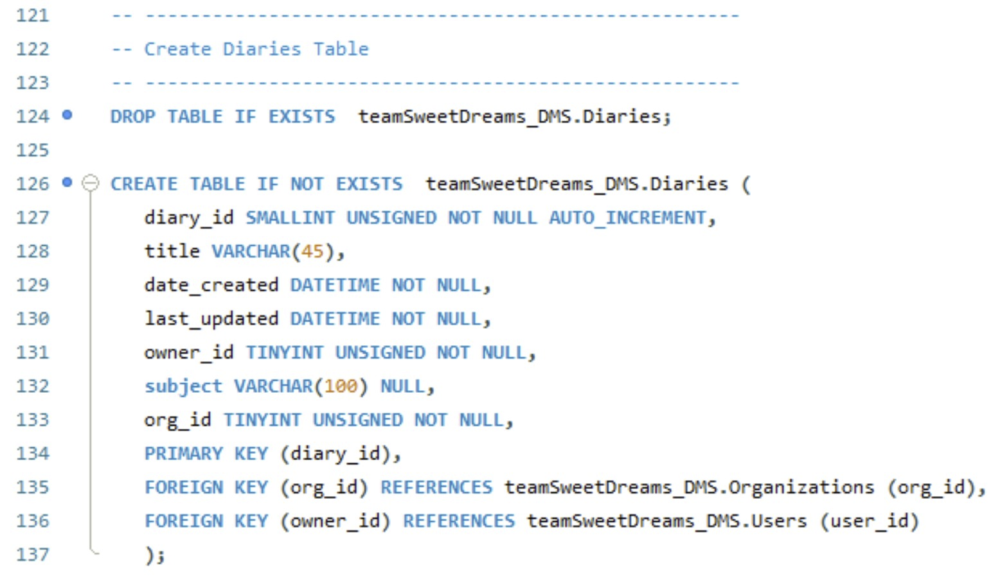 121 -- -----------------------------------------------------
122 -- Create Diaries Table
123 -- -----------------------------------------------------
124 DROP TABLE IF EXISTS  teamSweetDreams_DMS.Diaries;
125
126 CREATE TABLE IF NOT EXISTS  teamSweetDreams_DMS.Diaries (
127 diary_id SMALLINT UNSIGNED NOT NULL AUTO_INCREMENT,
128 title VARCHAR(45),
129 date_created DATETIME NOT NULL,
130 last_updated DATETIME NOT NULL,
131 owner_id TINYINT UNSIGNED NOT NULL,
132 subject VARCHAR(100) NULL,
133 org_id TINYINT UNSIGNED NOT NULL,
134 PRIMARY KEY (diary_id),
135 FOREIGN KEY (org_id) REFERENCES teamSweetDreams_DMS.Organizations (org_id),
136 FOREIGN KEY (owner_id) REFERENCES teamSweetDreams_DMS.Users (user_id)
137 );